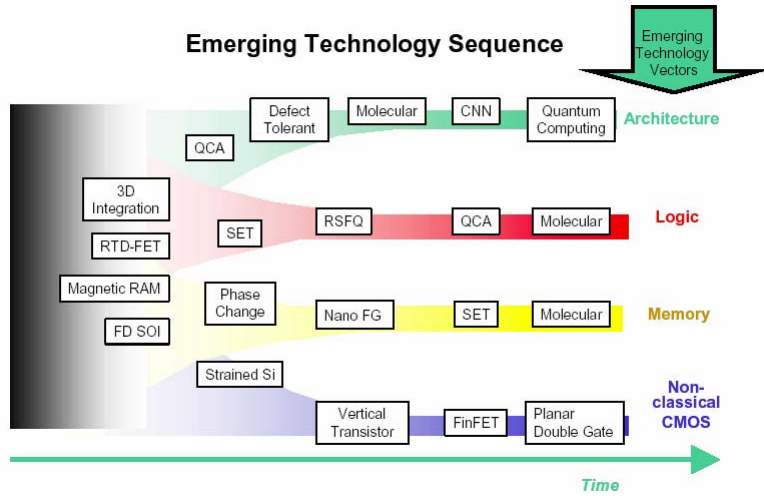 Emerging Technology Sequence
Emerging
Technology
Vectors
Defect
Tolerant
Molecular
CNN
Quantum
Computing
Architecture
QCA
3D
Integration
RTD-FET
SET
RSFQ
QCA
Molecular
Logic
Magnetic RAM
FD SOI
Phase
Change
Nano FG
SET
Molecular
Memory
Strained Si
Vertical
Transistor
FinFET
Planar
Double Gate
Non-
classical
CMOS
Time